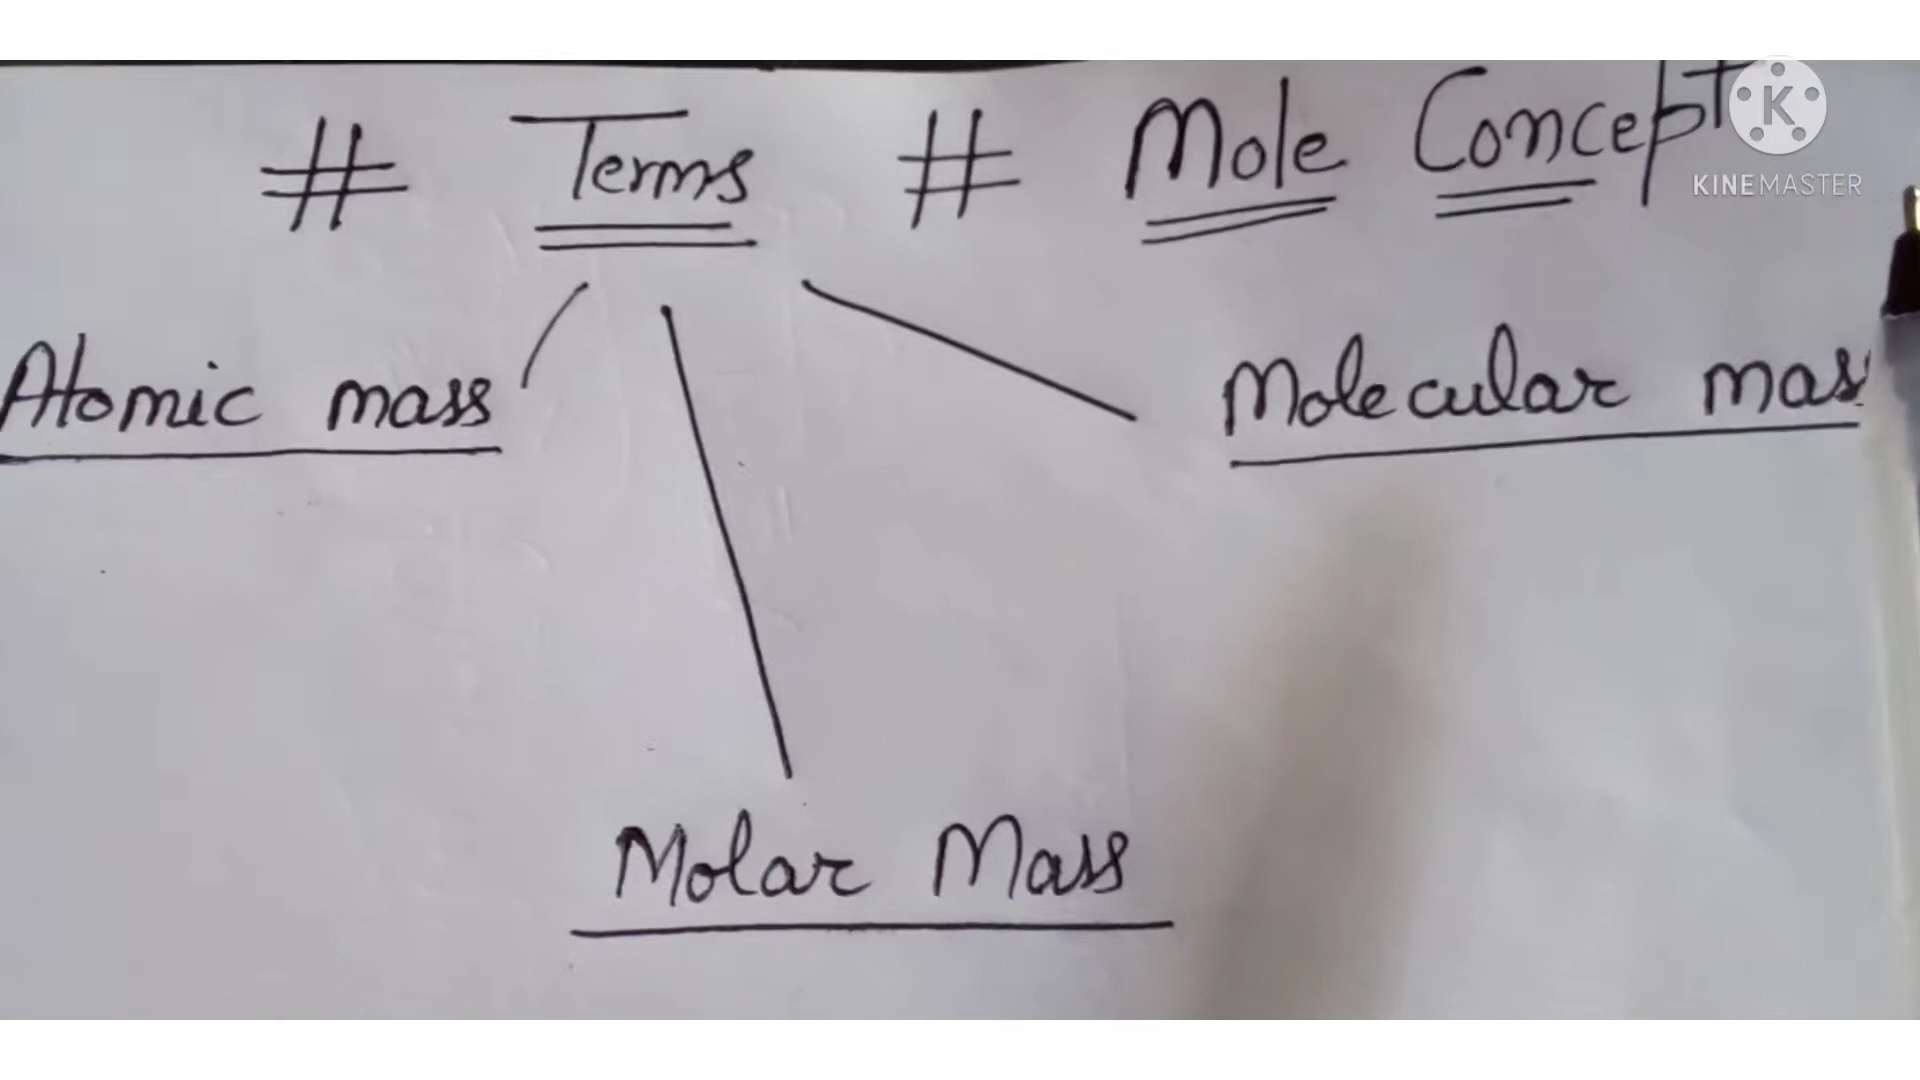 # Terms # Mole Concept
KINEMASTER
Atomic mass
Molecular mas
Molar Mass